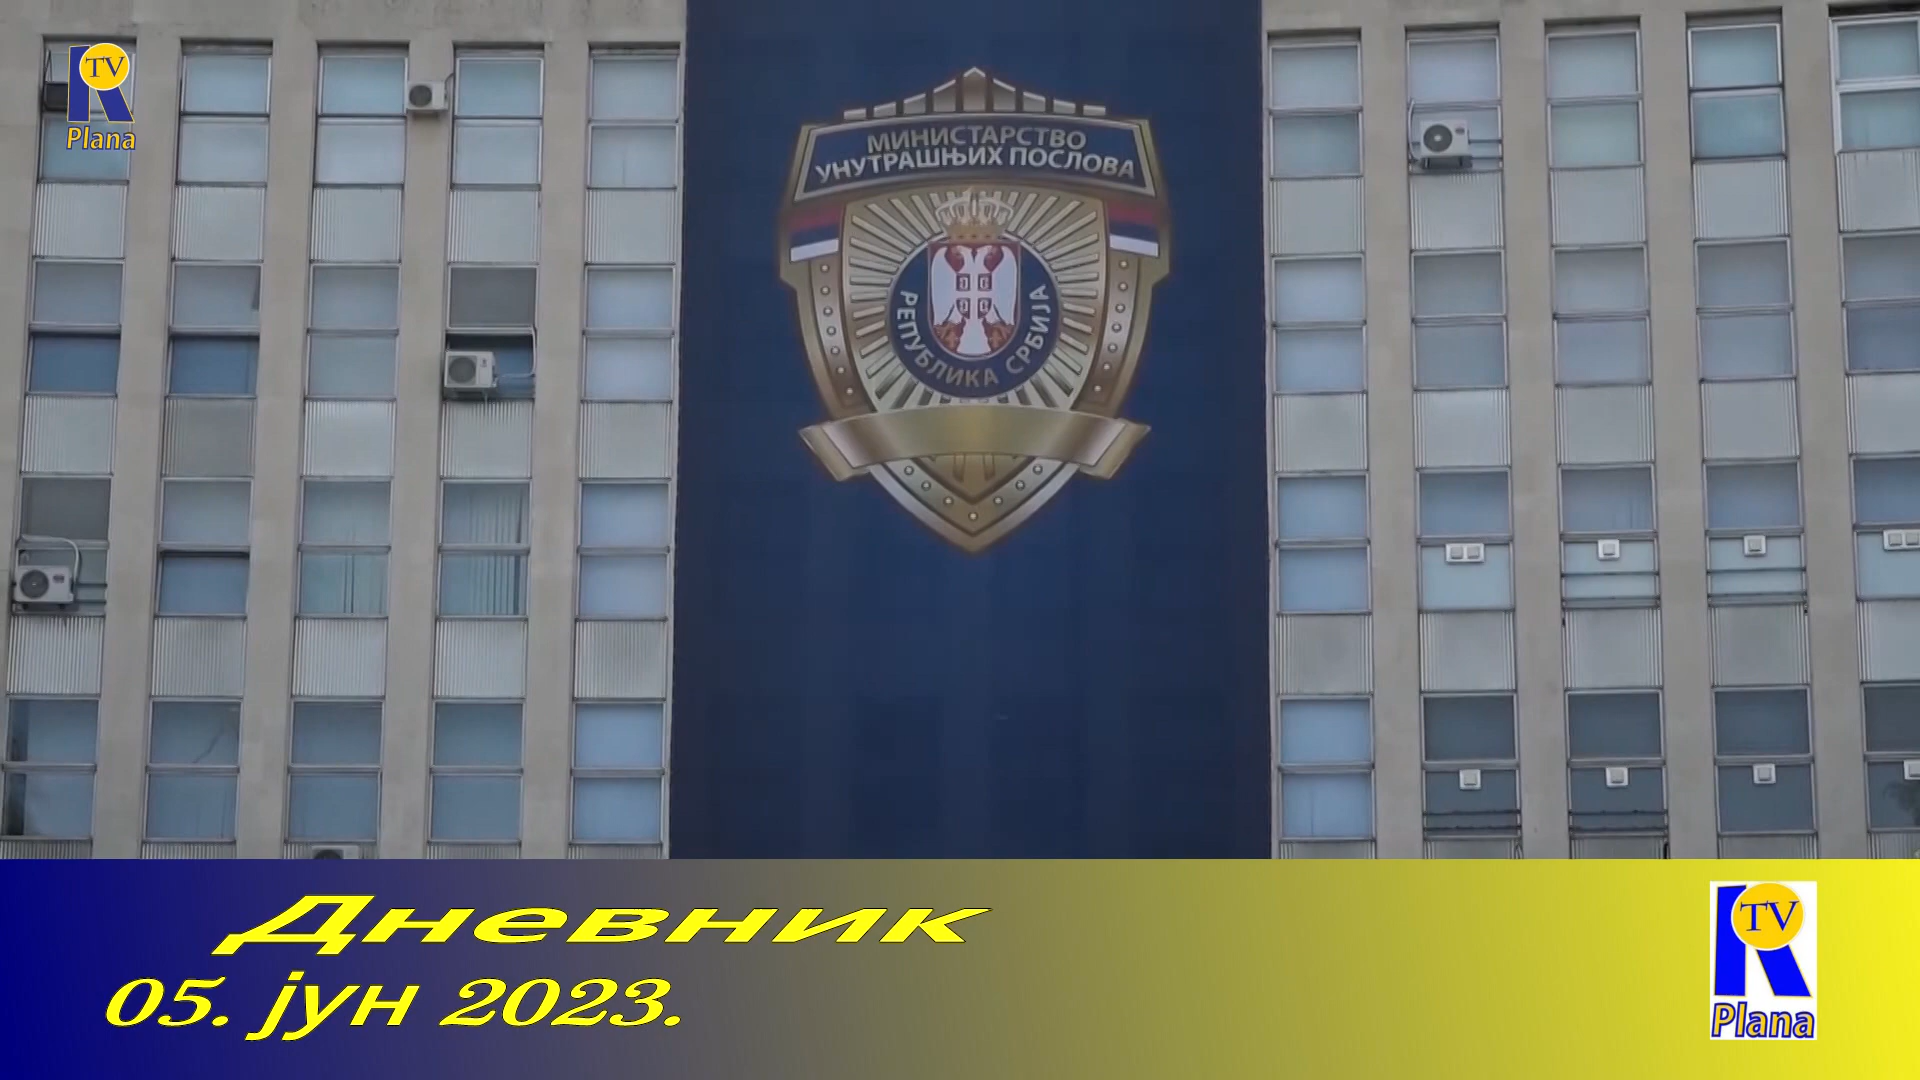 TV
R
Plana
МИНИСТАРСТВО
УНУТРАШЊИХ ПОСЛОВА
РЕПУБЛИКА СРБИЈА
Дневник
05. јун 2023.
TV
R
Plana